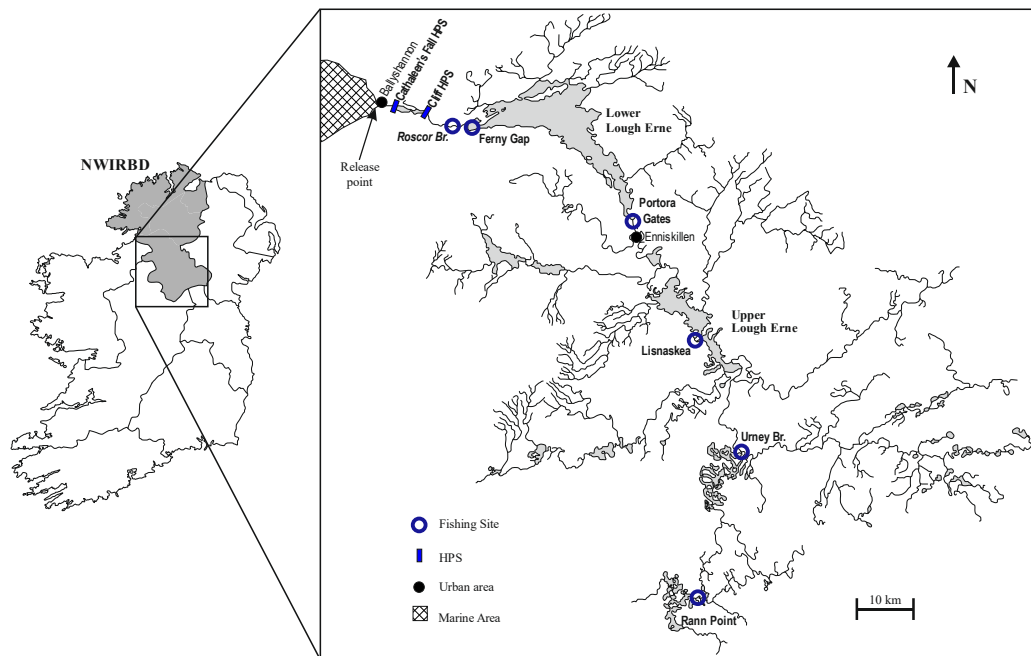 NWIRBD
Ballyshannon
Cathaleen's Fall HPS
Cliff HPS
N
Release
point
Roscor Br.
Ferny Gap
Lower
Lough Erne
Portora
Gates
Enniskillen
Upper
Lough Erne
Lisnaskea
Urney Br.
Rann Point
Fishing Site
HPS
Urban area
Marine Area
10 km